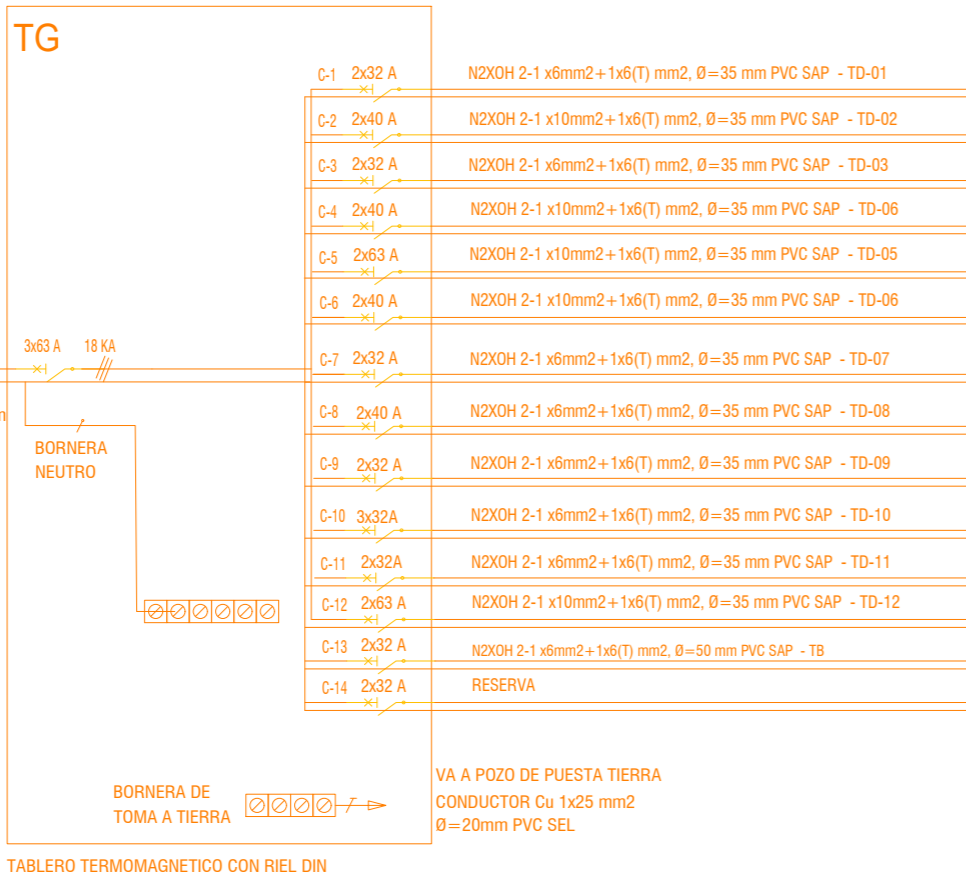 TG
C-1 2x32 A N2XOH 2-1 x6mm2+1x6(T) mm2, Ø=35 mm PVC SAP - TD-01
C-2 2x40 A N2XOH 2-1 x10mm2+1x6(T) mm2, Ø=35 mm PVC SAP - TD-02
C-3 2x32 A N2XOH 2-1 x6mm2+1x6(T) mm2, Ø=35 mm PVC SAP - TD-03
C-4 2x40 A N2XOH 2-1 x10mm2+1x6(T) mm2, Ø=35 mm PVC SAP - TD-06
C-5 2x63 A N2XOH 2-1 x10mm2+1x6(T) mm2, Ø=35 mm PVC SAP - TD-05
C-6 2x40 A N2XOH 2-1 x10mm2+1x6(T) mm2, Ø=35 mm PVC SAP - TD-06
3x63 A 18 KA
C-7 2x32 A N2XOH 2-1 x6mm2+1x6(T) mm2, Ø=35 mm PVC SAP - TD-07
C-8 2x40 A N2XOH 2-1 x6mm2+1x6(T) mm2, Ø=35 mm PVC SAP - TD-08
n
BORNERA
NEUTRO
C-9 2x32 A N2XOH 2-1 x6mm2+1x6(T) mm2, Ø=35 mm PVC SAP - TD-09
C-10 3x32A N2XOH 2-1 x6mm2+1x6(T) mm2, Ø=35 mm PVC SAP - TD-10
C-11 2x32A N2XOH 2-1 x6mm2+1x6(T) mm2, Ø=35 mm PVC SAP - TD-11
C-12 2x63 A N2XOH 2-1 x10mm2+1x6(T) mm2, Ø=35 mm PVC SAP - TD-12
C-13 2x32 A N2XOH 2-1 x6mm2+1x6(T) mm2, Ø=50 mm PVC SAP - TB
C-14 2x32 A RESERVA
BORNERA DE
TOMA A TIERRA
VA A POZO DE PUESTA TIERRA
CONDUCTOR Cu 1x25 mm2
Ø=20mm PVC SEL
TABLERO TERMOMAGNETICO CON RIEL DIN